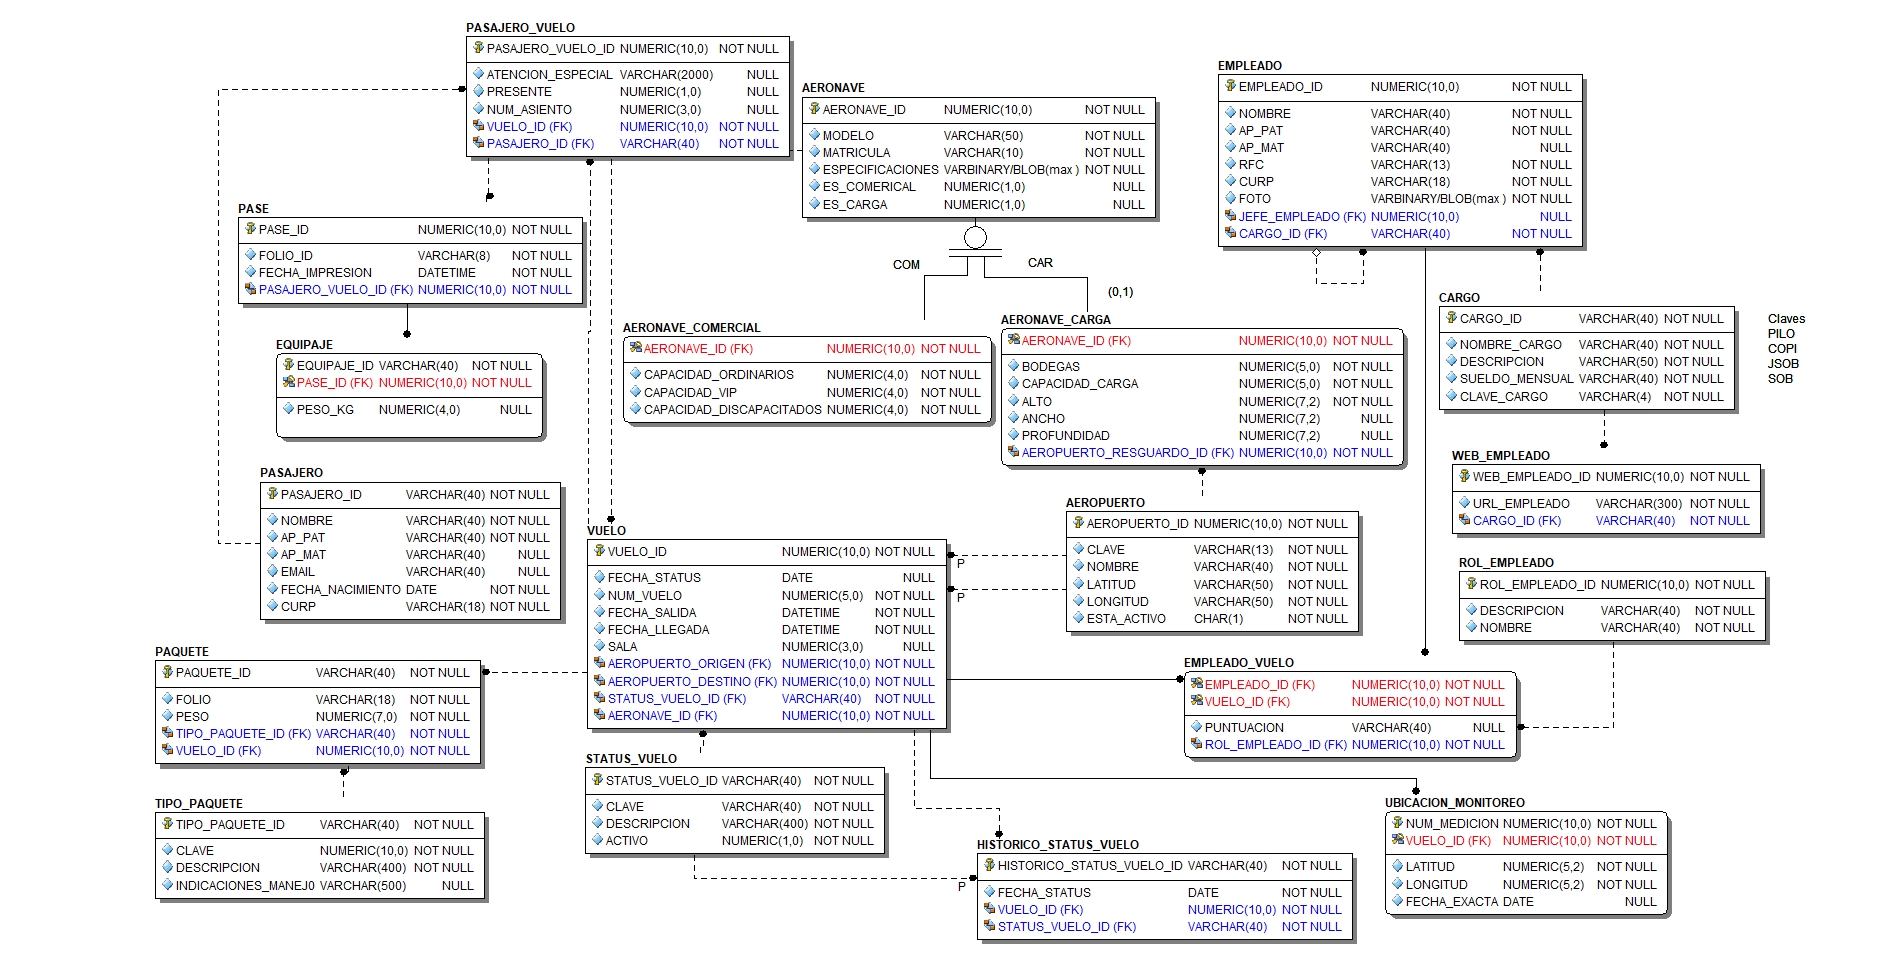 PASAJERO_VUELO
PASAJERO_VUELO_ID NUMERIC(10,0) NOT NULL
ATENCION_ESPECIAL VARCHAR(2000) NULL
PRESENTE NUMERIC(1,0) NULL
NUM_ASIENTO NUMERIC(3,0) NULL
VUELO_ID (FK) NUMERIC(10,0) NOT NULL
PASAJERO_ID (FK) VARCHAR(40) NOT NULL
AERONAVE
AERONAVE_ID NUMERIC(10,0) NOT NULL
MODELO VARCHAR(50) NOT NULL
MATRICULA VARCHAR(10) NOT NULL
ESPECIFICACIONES VARBINARY/BLOB(max ) NOT NULL
ES_COMERICAL NUMERIC(1,0) NULL
ES_CARGA NUMERIC(1,0) NULL
EMPLEADO
EMPLEADO_ID NUMERIC(10,0) NOT NULL
NOMBRE VARCHAR(40) NOT NULL
AP_PAT VARCHAR(40) NOT NULL
AP_MAT VARCHAR(40) NULL
RFC VARCHAR(13) NOT NULL
CURP VARCHAR(18) NOT NULL
FOTO VARBINARY/BLOB(max ) NOT NULL
JEFE_EMPLEADO (FK) NUMERIC(10,0) NULL
CARGO_ID (FK) VARCHAR(40) NOT NULL
PASE
PASE_ID NUMERIC(10,0) NOT NULL
FOLIO_ID VARCHAR(8) NOT NULL
FECHA_IMPRESION DATETIME NOT NULL
PASAJERO_VUELO_ID (FK) NUMERIC(10,0) NOT NULL
COM
CAR
(0,1)
EQUIPAJE
EQUIPAJE_ID VARCHAR(40) NOT NULL
PASE_ID (FK) NUMERIC(10,0) NOT NULL
PESO_KG NUMERIC(4,0) NULL
AERONAVE_COMERCIAL
AERONAVE_ID (FK) NUMERIC(10,0) NOT NULL
CAPACIDAD_ORDINARIOS NUMERIC(4,0) NOT NULL
CAPACIDAD_VIP NUMERIC(4,0) NOT NULL
CAPACIDAD_DISCAPACITADOS NUMERIC(4,0) NOT NULL
AERONAVE_CARGA
AERONAVE_ID (FK) NUMERIC(10,0) NOT NULL
BODEGAS NUMERIC(5,0) NOT NULL
CAPACIDAD_CARGA NUMERIC(5,0) NOT NULL
ALTO NUMERIC(7,2) NOT NULL
ANCHO NUMERIC(7,2) NULL
PROFUNDIDAD NUMERIC(7,2) NULL
AEROPUERTO_RESGUARDO_ID (FK) NUMERIC(10,0) NOT NULL
CARGO
CARGO_ID VARCHAR(40) NOT NULL
NOMBRE_CARGO VARCHAR(40) NOT NULL
DESCRIPCION VARCHAR(50) NOT NULL
SUELDO_MENSUAL VARCHAR(40) NOT NULL
CLAVE_CARGO VARCHAR(4) NOT NULL
Claves
PILO
COPI
JSOB
SOB
WEB_EMPLEADO
WEB_EMPLEADO_ID NUMERIC(10,0) NOT NULL
URL_EMPLEADO VARCHAR(300) NOT NULL
CARGO_ID (FK) VARCHAR(40) NOT NULL
PASAJERO
PASAJERO_ID VARCHAR(40) NOT NULL
NOMBRE VARCHAR(40) NOT NULL
AP_PAT VARCHAR(40) NOT NULL
AP_MAT VARCHAR(40) NULL
EMAIL VARCHAR(40) NULL
FECHA_NACIMIENTO DATE NOT NULL
CURP VARCHAR(18) NOT NULL
VUELO
VUELO_ID NUMERIC(10,0) NOT NULL
FECHA_STATUS DATE NULL
NUM_VUELO NUMERIC(5,0) NOT NULL
FECHA_SALIDA DATETIME NOT NULL
FECHA_LLEGADA DATETIME NOT NULL
SALA NUMERIC(3,0) NULL
AEROPUERTO_ORIGEN (FK) NUMERIC(10,0) NOT NULL
AEROPUERTO_DESTINO (FK) NUMERIC(10,0) NOT NULL
STATUS_VUELO_ID (FK) VARCHAR(40) NOT NULL
AERONAVE_ID (FK) NUMERIC(10,0) NOT NULL
P
P
AEROPUERTO
AEROPUERTO_ID NUMERIC(10,0) NOT NULL
CLAVE VARCHAR(13) NOT NULL
NOMBRE VARCHAR(40) NOT NULL
LATITUD VARCHAR(50) NOT NULL
LONGITUD VARCHAR(50) NOT NULL
ESTA_ACTIVO CHAR(1) NOT NULL
ROL_EMPLEADO
ROL_EMPLEADO_ID NUMERIC(10,0) NOT NULL
DESCRIPCION VARCHAR(40) NOT NULL
NOMBRE VARCHAR(40) NOT NULL
PAQUETE
PAQUETE_ID VARCHAR(40) NOT NULL
FOLIO VARCHAR(18) NOT NULL
PESO NUMERIC(7,0) NOT NULL
TIPO_PAQUETE_ID (FK) VARCHAR(40) NOT NULL
VUELO_ID (FK) NUMERIC(10,0) NOT NULL
EMPLEADO_VUELO
EMPLEADO_ID (FK) NUMERIC(10,0) NOT NULL
VUELO_ID (FK) NUMERIC(10,0) NOT NULL
PUNTUACION VARCHAR(40) NULL
ROL_EMPLEADO_ID (FK) NUMERIC(10,0) NOT NULL
TIPO_PAQUETE
TIPO_PAQUETE_ID VARCHAR(40) NOT NULL
CLAVE NUMERIC(10,0) NOT NULL
DESCRIPCION VARCHAR(400) NOT NULL
INDICACIONES_MANEJO VARCHAR(500) NULL
STATUS_VUELO
STATUS_VUELO_ID VARCHAR(40) NOT NULL
CLAVE VARCHAR(40) NOT NULL
DESCRIPCION VARCHAR(400) NOT NULL
ACTIVO NUMERIC(1,0) NOT NULL
P
HISTORICO_STATUS_VUELO
HISTORICO_STATUS_VUELO_ID VARCHAR(40) NOT NULL
FECHA_STATUS DATE NOT NULL
VUELO_ID (FK) NUMERIC(10,0) NOT NULL
STATUS_VUELO_ID (FK) VARCHAR(40) NOT NULL
UBICACION_MONITOREO
NUM_MEDICION NUMERIC(10,0) NOT NULL
VUELO_ID (FK) NUMERIC(10,0) NOT NULL
LATITUD NUMERIC(5,2) NOT NULL
LONGITUD NUMERIC(5,2) NOT NULL
FECHA_EXACTA DATE NULL